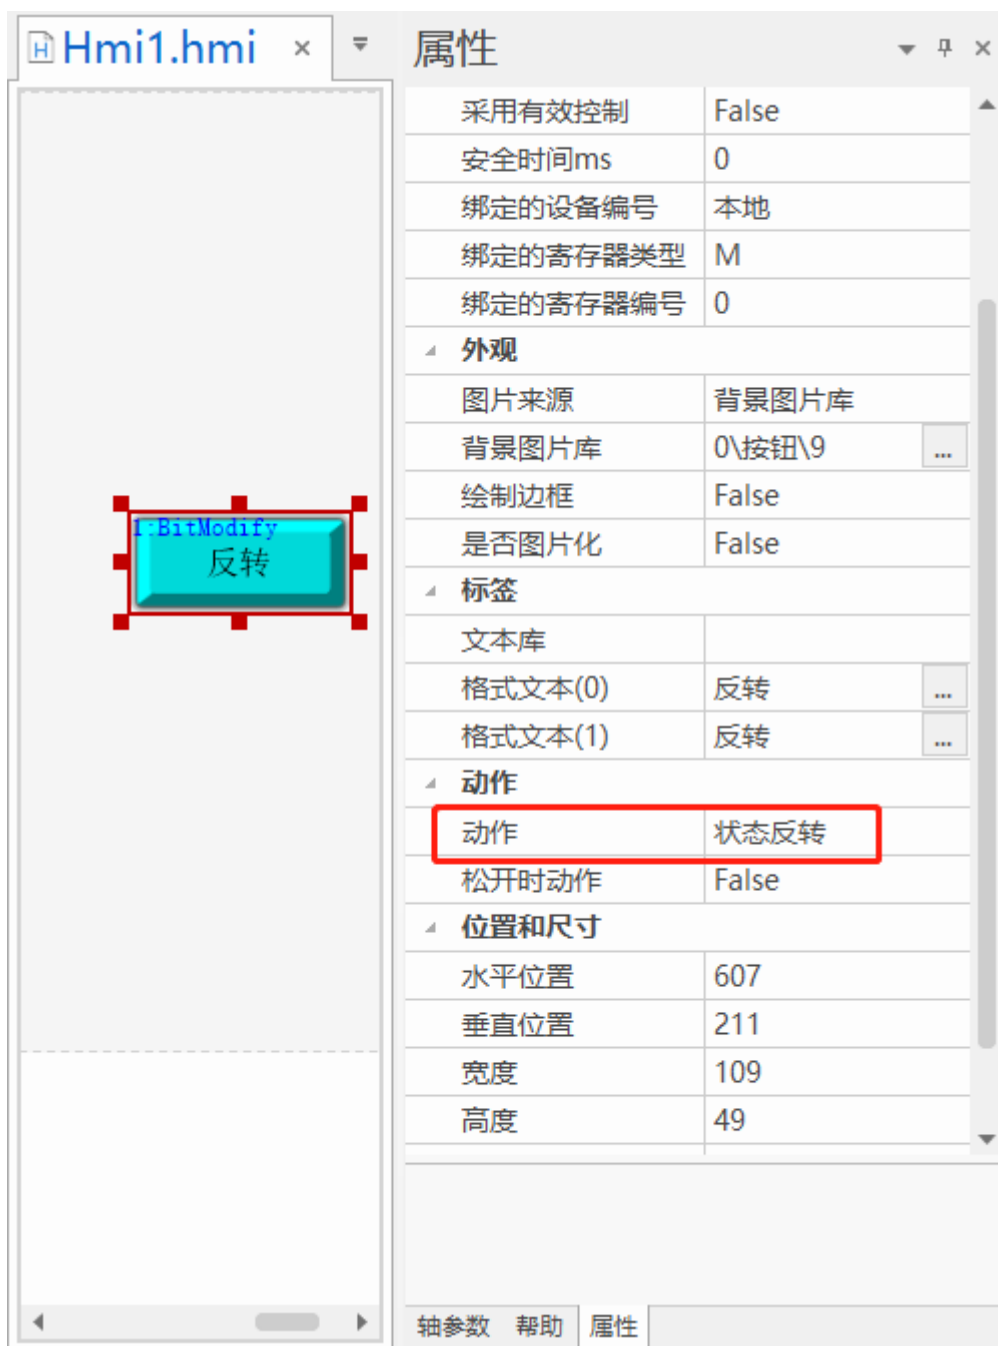 Hmi1.hmi
1:BitModify
反转
属性
采用有效控制 False
安全时间ms 0
绑定的设备编号 本地
绑定的寄存器类型 M
绑定的寄存器编号 0
外观
图片来源 背景图片库
背景图片库 0\按钮\9 ...
绘制边框 False
是否图片化 False
标签
文本库
格式文本(0) 反转 ...
格式文本(1) 反转 ...
动作
动作 状态反转
松开时动作 False
位置和尺寸
水平位置 607
垂直位置 211
宽度 109
高度 49
轴参数 帮助 属性